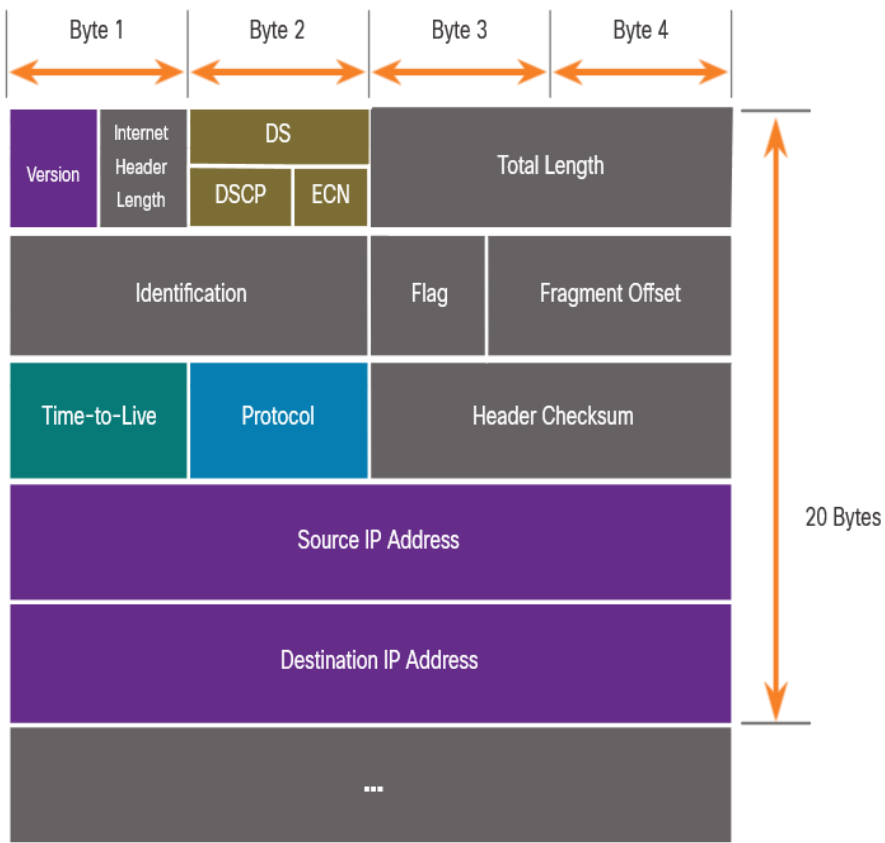 Byte 1
Byte 2
Byte 3
Byte 4
Version
Internet
Header
Length
DS
DSCP
ECN
Total Length
Identification
Flag
Fragment Offset
Time-to-Live
Protocol
Header Checksum
Source IP Address
20 Bytes
Destination IP Address
...